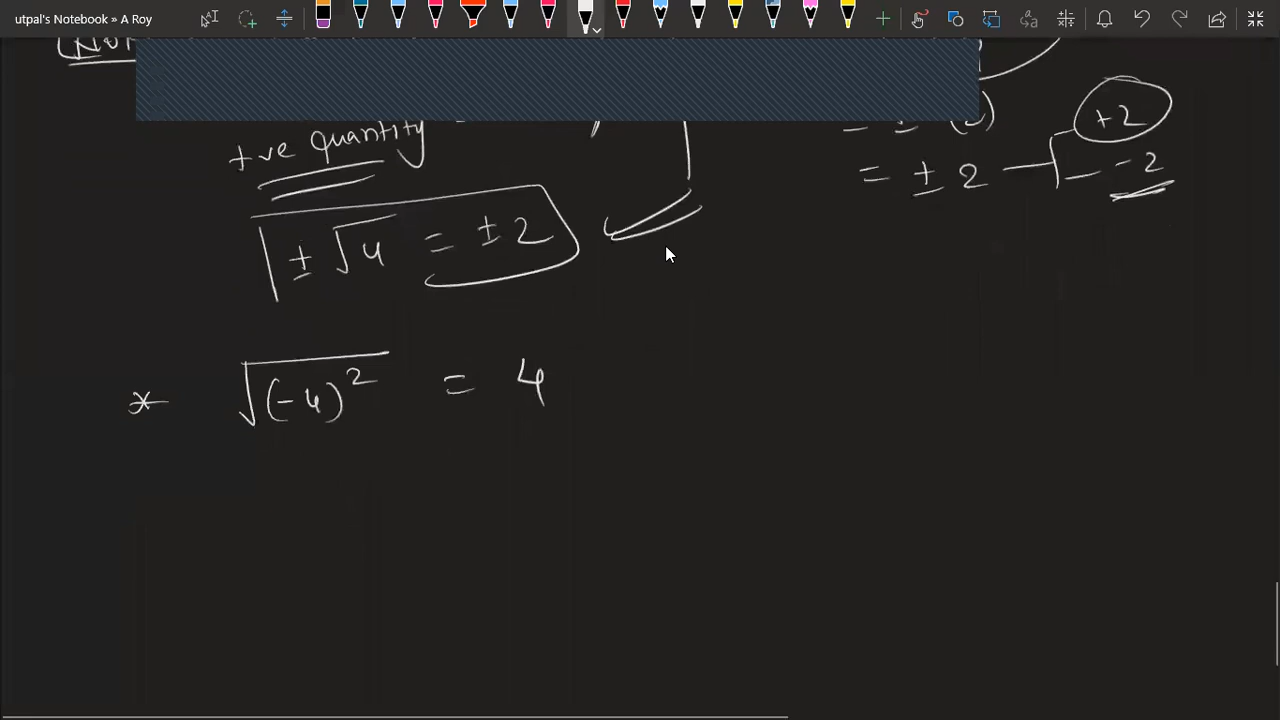 utpal's Notebook » A Roy
+ve quantity
= ± 2
+2
- 2
± √4 = ± 2
* √(-4)² = 4